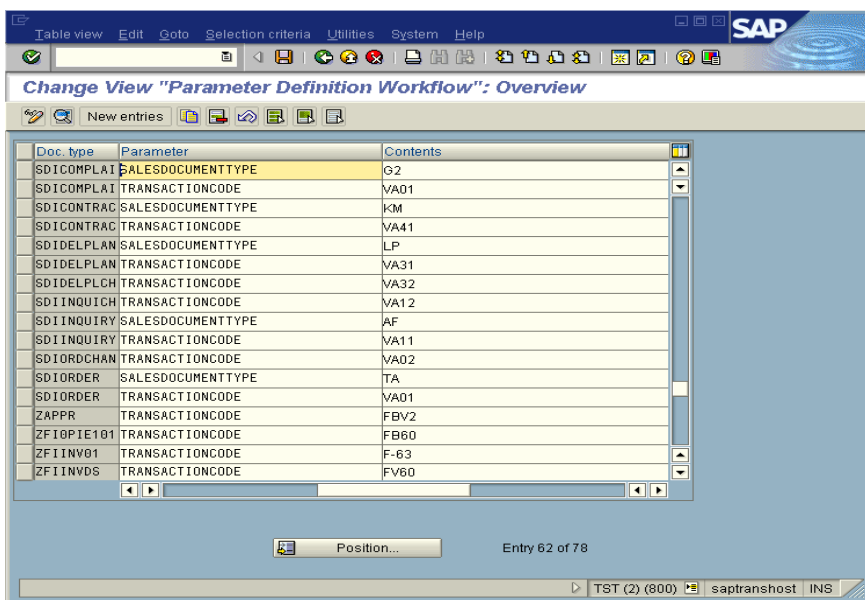 Table view Edit Goto Selection criteria Utilities System Help
SAP
Change View "Parameter Definition Workflow": Overview
New entries
Doc. type Parameter Contents
SDICOMPLAI SALESDOCUMENTTYPE G2
SDICOMPLAI TRANSACTIONCODE VA01
SDICONTRAC SALESDOCUMENTTYPE KM
SDICONTRAC TRANSACTIONCODE VA41
SDIDELPLAN SALESDOCUMENTTYPE LP
SDIDELPLAN TRANSACTIONCODE VA31
SDIDELPLCH TRANSACTIONCODE VA32
SDIINQUICH TRANSACTIONCODE VA12
SDIINQUIRY SALESDOCUMENTTYPE AF
SDIINQUIRY TRANSACTIONCODE VA11
SDIORDCHAN TRANSACTIONCODE VA02
SDIORDER SALESDOCUMENTTYPE TA
SDIORDER TRANSACTIONCODE VA01
ZAPPR TRANSACTIONCODE FBV2
ZFIOPIE101 TRANSACTIONCODE FB60
ZFIINV01 TRANSACTIONCODE F-63
ZFIINVDS TRANSACTIONCODE FV60
Position... Entry 62 of 78
TST (2) (800) saptranshost INS